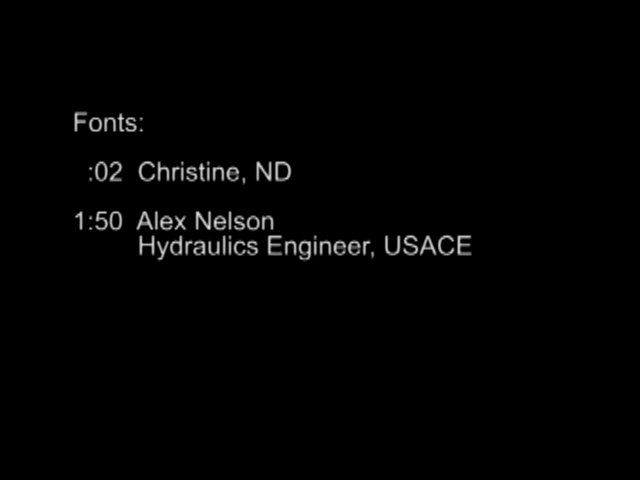 Fonts:
:02 Christine, ND
1:50 Alex Nelson
Hydraulics Engineer, USACE